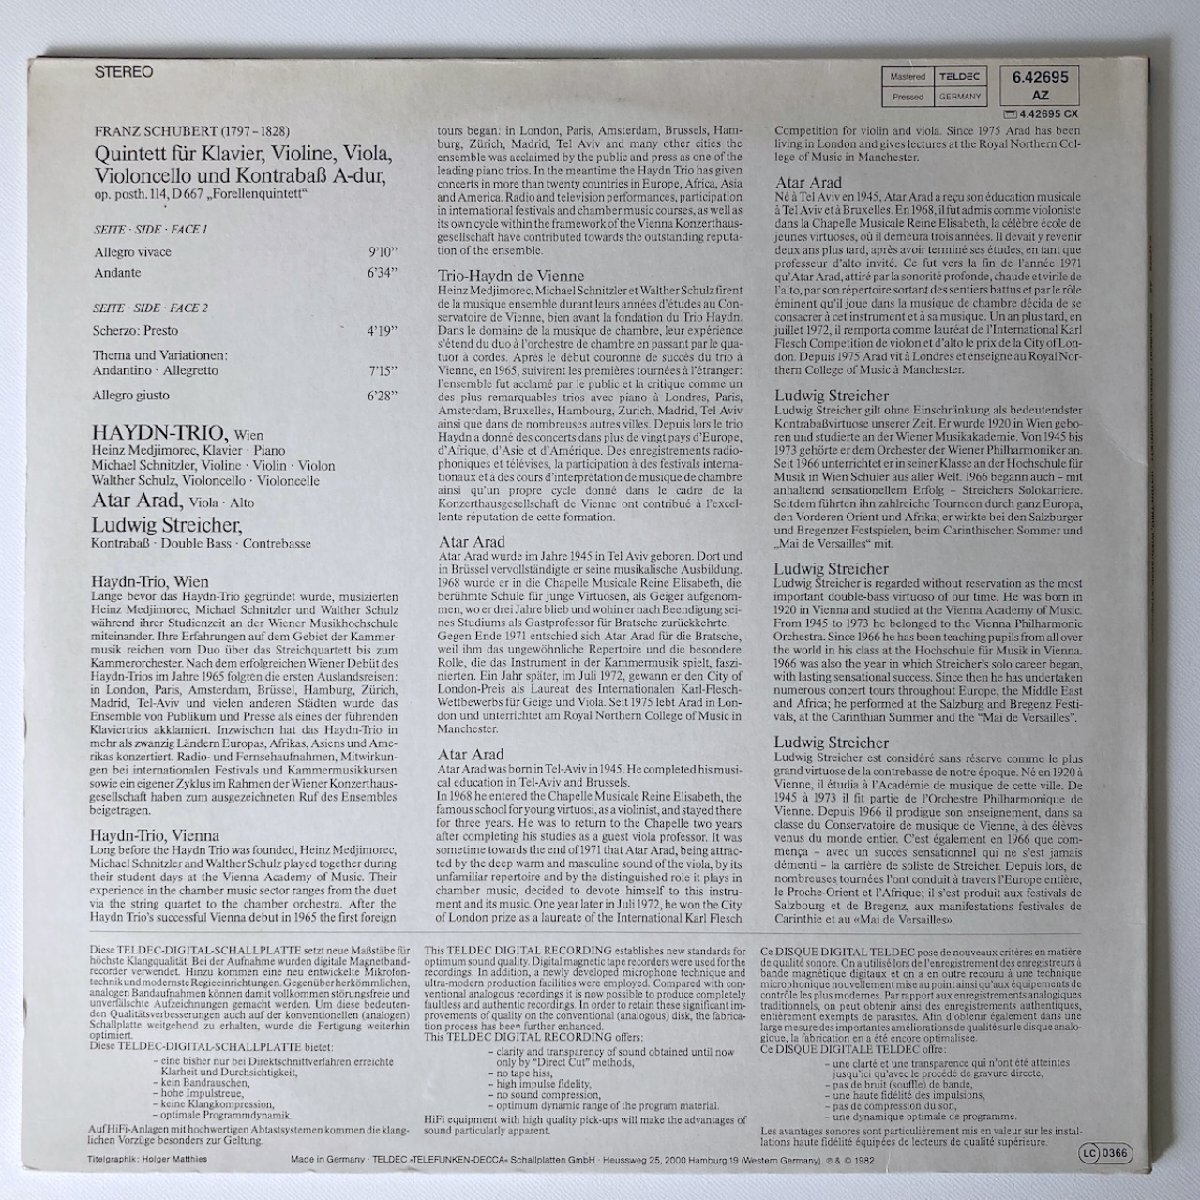 STEREO
Mastered TELDEC
Pressed GERMANY
6.42695
AZ
4.42695 CX
FRANZ SCHUBERT (1797–1828)
Quintett für Klavier, Violine, Viola,
Violoncello und Kontrabaß A-dur,
op. posth. 114, D 667 „Forellenquintett“
SEITE · SIDE · FACE 1
Allegro vivace 9'10"
Andante 6'34"
SEITE · SIDE · FACE 2
Scherzo: Presto 4'19"
Thema und Variationen:
Andantino · Allegretto 7'15"
Allegro giusto 6'28"
HAYDN-TRIO, Wien
Heinz Medjimorec, Klavier · Piano
Michael Schnitzler, Violine · Violin · Violon
Walther Schulz, Violoncello · Violoncelle
Atar Arad, Viola · Alto
Ludwig Streicher,
Kontrabaß · Double Bass · Contrebasse
Haydn-Trio, Wien
Lange bevor das Haydn-Trio gegründet wurde, musizierten
Heinz Medjimorec, Michael Schnitzler und Walther Schulz
während ihrer Studienzeit an der Wiener Musikhochschule
miteinander. Ihre Erfahrungen auf dem Gebiet der Kammer-
musik reichen vom Duo über das Streichquartett bis zum
Kammerorchester. Nach dem erfolgreichen Wiener Debüt des
Haydn-Trios im Jahre 1965 folgten die ersten Auslandsreisen:
in London, Paris, Amsterdam, Brüssel, Hamburg, Zürich,
Madrid, Tel-Aviv und vielen anderen Städten wurde das
Ensemble von Publikum und Presse als eines der führenden
Klaviertrios akklamiert. Inzwischen hat das Haydn-Trio in
mehr als zwanzig Ländern Europas, Afrikas, Asiens und Ame-
rikas konzertiert. Radio- und Fernsehaufnahmen, Mitwirkun-
gen bei internationalen Festivals und Kammermusikkursen
sowie ein eigener Zyklus im Rahmen der Wiener Konzerthaus-
gesellschaft haben zum ausgezeichneten Ruf des Ensembles
beigetragen.
Haydn-Trio, Vienna
Long before the Haydn Trio was founded, Heinz Medjimorec,
Michael Schnitzler and Walther Schulz played together during
their student days at the Vienna Academy of Music. Their
experience in the chamber music sector ranges from the duet
via the string quartet to the chamber orchestra. After the
Haydn Trio's successful Vienna debut in 1965 the first foreign
tours began: in London, Paris, Amsterdam, Brussels, Ham-
burg, Zürich, Madrid, Tel Aviv and many other cities the
ensemble was acclaimed by the public and press as one of the
leading piano trios. In the meantime the Haydn Trio has given
concerts in more than twenty countries in Europe, Africa, Asia
and America. Radio and television performances, participation
in international festivals and chamber music courses, as well as
its own cycle within the framework of the Vienna Konzerthaus-
gesellschaft have contributed towards the outstanding reputa-
tion of the ensemble.
Trio-Haydn de Vienne
Heinz Medjimorec, Michael Schnitzler et Walther Schulz firent
de la musique ensemble durant leurs années d'études au Con-
servatoire de Vienne, bien avant la fondation du Trio Haydn.
Dans le domaine de la musique de chambre, leur expérience
s'étend du duo à l'orchestre de chambre en passant par le qua-
tuor à cordes. Après le début couronne de succès du trio à
Vienne, en 1965, suivirent les premières tournées à l'étranger:
l'ensemble fut acclamé par le public et la critique comme un
des plus remarquables trios avec piano à Londres, Paris,
Amsterdam, Bruxelles, Hambourg, Zurich, Madrid, Tel Aviv
ainsi que dans de nombreuses autres villes. Depuis lors le trio
Haydn a donné des concerts dans plus de vingt pays d'Europe,
d'Afrique, d'Asie et d'Amérique. Des enregistrements radio-
phoniques et télévises, la participation à des festivals interna-
tionaux et à des cours d'interprétation de musique de chambre
ainsi qu'un propre cycle donné dans le cadre de la
Konzerthausgesellschaft de Vienne ont contibué à l'excel-
lente réputation de cette formation.
Atar Arad
Atar Arad wurde im Jahre 1945 in Tel Aviv geboren. Dort und
in Brüssel vervollständigte er seine musikalische Ausbildung.
1968 wurde er in die Chapelle Musicale Reine Elisabeth, die
berühmte Schule für junge Virtuosen, als Geiger aufgenom-
men, wo er drei Jahre blieb und wohin er nach Beendigung sei-
nes Studiums als Gastprofessor für Bratsche zurückkehrte.
Gegen Ende 1971 entschied sich Atar Arad für die Bratsche,
weil ihm das ungewöhnliche Repertoire und die besondere
Rolle, die das Instrument in der Kammermusik spielt, faszi-
nierten. Ein Jahr später, im Juli 1972, gewann er den City of
London-Preis als Laureat des Internationalen Karl-Flesch-
Wettbewerbs für Geige und Viola. Seit 1975 lebt Arad in Lon-
don und unterrichtet am Royal Northern College of Music in
Manchester.
Atar Arad
Atar Arad was born in Tel-Aviv in 1945. He completed his musi-
cal education in Tel-Aviv and Brussels.
In 1968 he entered the Chapelle Musicale Reine Elisabeth, the
famous school for young virtuosi, as a violinist, and stayed there
for three years. He was to return to the Chapelle two years
after completing his studies as a guest viola professor. It was
sometime towards the end of 1971 that Atar Arad, being attrac-
ted by the deep warm and masculine sound of the viola, by its
unfamiliar repertoire and by the distinguished role it plays in
chamber music, decided to devote himself to this instru-
ment and its music. One year later in Juli 1972, he won the City
of London prize as a laureate of the International Karl Flesch
Competition for violin and viola. Since 1975 Arad has been
living in London and gives lectures at the Royal Northern Col-
lege of Music in Manchester.
Atar Arad
Né à Tel Aviv en 1945, Atar Arad a reçu son éducation musicale
à Tel Aviv et à Bruxelles. En 1968, il fut admis comme violoniste
dans la Chapelle Musicale Reine Elisabeth, la célèbre école de
jeunes virtuoses, où il demeura trois années. Il devait y revenir
deux ans plus tard, après avoir terminé ses études, en tant que
professeur d'alto invité. Ce fut vers la fin de l'année 1971
qu'Atar Arad, attiré par la sonorité profonde, chaude et virile de
l'alto, par son répertoire sortant des sentiers battus et par le rôle
éminent qu'il joue dans la musique de chambre décida de se
consacrer à cet instrument et à sa musique. Un an plus tard, en
juillet 1972, il remporta comme lauréat de l'International Karl
Flesch Competition de violon et d'alto le prix de la City of Lon-
don. Depuis 1975 Arad vit à Londres et enseigne au Royal Nor-
thern College of Music à Manchester.
Ludwig Streicher
Ludwig Streicher gilt ohne Einschränkung als bedeutendster
Kontrabaßvirtuose unserer Zeit. Er wurde 1920 in Wien gebo-
ren und studierte an der Wiener Musikakademie. Von 1945 bis
1973 gehörte er dem Orchester der Wiener Philharmoniker an.
Seit 1966 unterrichtet er in seiner Klasse an der Hochschule für
Musik in Wien Schüler aus aller Welt. 1966 begann auch – mit
anhaltend sensationellem Erfolg – Streichers Solokarriere.
Seitdem führten ihn zahlreiche Tourneen durch ganz Europa,
den Vorderen Orient und Afrika; er wirkte bei den Salzburger
und Bregenzer Festspielen, beim Carinthischer Sommer und
„Mai de Versailles“ mit.
Ludwig Streicher
Ludwig Streicher is regarded without reservation as the most
important double-bass virtuoso of our time. He was born in
1920 in Vienna and studied at the Vienna Academy of Music.
From 1945 to 1973 he belonged to the Vienna Philharmonic
Orchestra. Since 1966 he has been teaching pupils from all over
the world in his class at the Hochschule für Musik in Vienna.
1966 was also the year in which Streicher's solo career began,
with lasting sensational success. Since then he has undertaken
numerous concert tours throughout Europe, the Middle East
and Africa; he performed at the Salzburg and Bregenz Festi-
vals, at the Carinthian Summer and the "Mai de Versailles".
Ludwig Streicher
Ludwig Streicher est considéré sans réserve comme le plus
grand virtuose de la contrebasse de notre époque. Né en 1920 à
Vienne, il étudia à l'Académie de musique de cette ville. De
1945 à 1973 il fit partie de l'Orchestre Philharmonique de
Vienne. Depuis 1966 il prodigue son enseignement, dans sa
classe du Conservatoire de musique de Vienne, à des élèves
venus du monde entier. C'est également en 1966 que com-
mença – avec un succès sensationnel qui ne s'est jamais
démenti – la carrière de soliste de Streicher. Depuis lors, de
nombreuses tournées l'ont conduit à travers l'Europe entière,
le Proche-Orient et l'Afrique; il s'est produit aux festivals de
Salzbourg et de Bregenz, aux manifestations festivales de
Carinthie et au «Mai de Versailles».
Diese TELDEC-DIGITAL-SCHALLPLATTE setzt neue Maßstäbe für
höchste Klangqualität. Bei der Aufnahme wurden digitale Magnetband-
recorder verwendet. Hinzu kommen eine neu entwickelte Mikrofon-
technik und modernste Regieeinrichtungen. Gegenüber herkömmlichen,
analogen Bandaufnahmen können damit vollkommen störungsfreie und
unverfälschte Aufzeichnungen gemacht werden. Um diese bedeuten-
den Qualitätsverbesserungen auch auf der konventionellen (analogen)
Schallplatte weitgehend zu erhalten, wurde die Fertigung weiterhin
optimiert.
Diese TELDEC-DIGITAL-SCHALLPLATTE bietet:
– eine bisher nur bei Direktschnittverfahren erreichte
Klarheit und Durchsichtigkeit,
– kein Bandrauschen,
– hohe Impulstreue,
– keine Klangkompression,
– optimale Programmdynamik.
Auf HiFi-Anlagen mit hochwertigen Abtastsystemen kommen die klang-
lichen Vorzüge besonders zur Geltung.
This TELDEC DIGITAL RECORDING establishes new standards for
optimum sound quality. Digital magnetic tape recorders were used for the
recordings. In addition, a newly developed microphone technique and
ultra-modern production facilities were employed. Compared with con-
ventional analogous recordings it is now possible to produce completely
faultless and authentic recordings. In order to retain these significant im-
provements of quality on the conventional (analogous) disk, the fabrica-
tion process has been further enhanced.
This TELDEC DIGITAL RECORDING offers:
– clarity and transparency of sound obtained until now
only by "Direct Cut" methods,
– no tape hiss,
– high impulse fidelity,
– no sound compression,
– optimum dynamic range of the program material.
HiFi equipment with high quality pick-ups will make the advantages of
sound particularly apparent.
Ce DISQUE DIGITAL TELDEC pose de nouveaux critères en matière
de qualité sonore. On a utilisé lors de l'enregistrement des enregistreurs à
bande magnétique digitaux et on a en outre recouru à une technique
microphonique nouvellement mise au point ainsi qu'aux équipements de
contrôle les plus modernes. Par rapport aux enregistrements analogiques
traditionnels, on peut obtenir ainsi des enregistrements authentiques,
entièrement exempts de parasites. Afin d'obtenir également dans une
large mesure des importantes améliorations de qualité sur le disque analo-
gique, la fabrication en a été encore optimalisée.
Ce DISQUE DIGITALE TELDEC offre:
– une clarté et une transparence qui n'ont été atteintes
jusqu'ici qu'avec le procédé de gravure directe,
– pas de bruit (souffle) de bande,
– une haute fidélité des impulsions,
– pas de compression du son,
– une dynamique optimale de programme.
Les avantages sonores sont particulièrement mis en valeur sur les instal-
lations haute fidélité équipées de lecteurs de qualité supérieure.
Titelgraphik: Holger Matthies
Made in Germany · TELDEC »TELEFUNKEN-DECCA« Schallplatten GmbH · Heussweg 25, 2000 Hamburg 19 (Western Germany) ℗ & © 1982
LC 0366